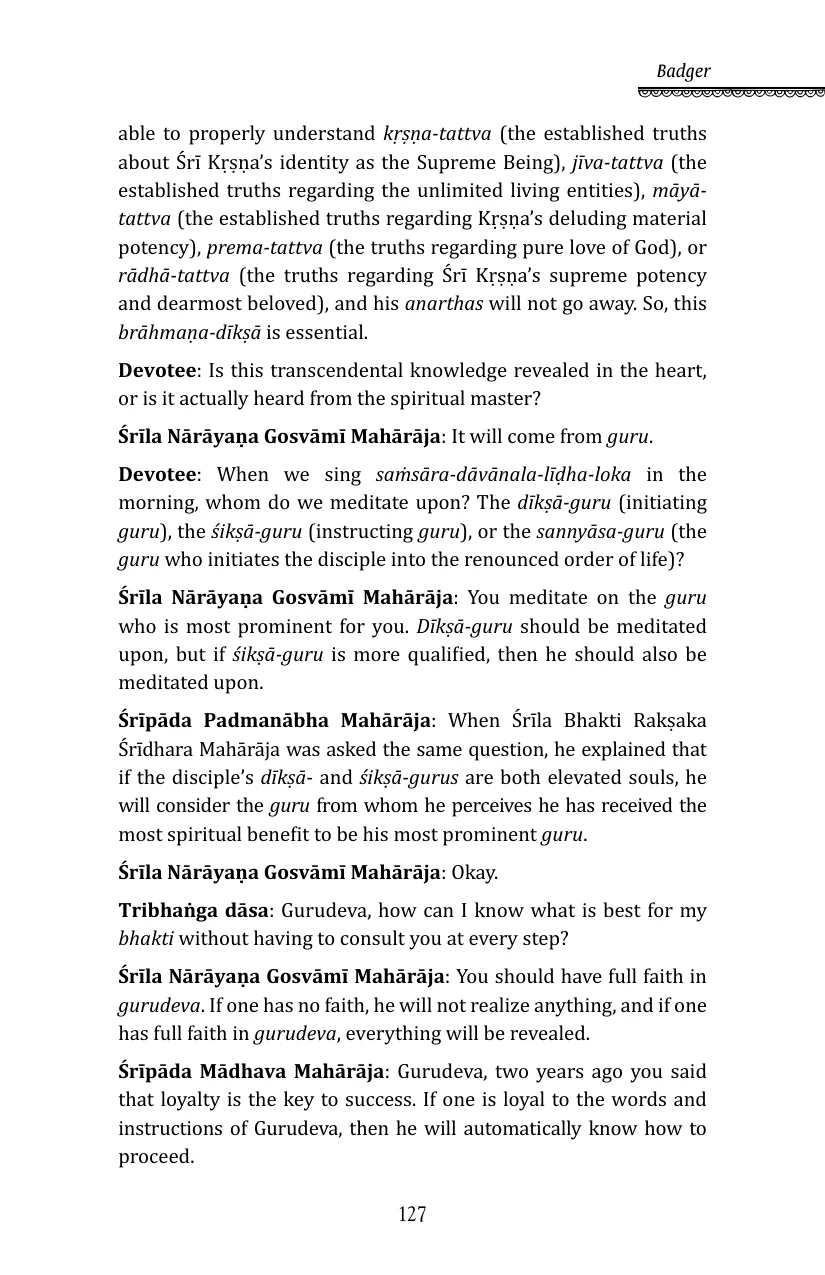 Badger
able to properly understand kṛṣṇa-tattva (the established truths
about Śrī Kṛṣṇa’s identity as the Supreme Being), jīva-tattva (the
established truths regarding the unlimited living entities), māyā-
tattva (the established truths regarding Kṛṣṇa’s deluding material
potency), prema-tattva (the truths regarding pure love of God), or
rādhā-tattva (the truths regarding Śrī Kṛṣṇa’s supreme potency
and dearmost beloved), and his anarthas will not go away. So, this
brāhmaṇa-dīkṣā is essential.
Devotee: Is this transcendental knowledge revealed in the heart,
or is it actually heard from the spiritual master?
Śrīla Nārāyaṇa Gosvāmī Mahārāja: It will come from guru.
Devotee: When we sing saṁsāra-dāvānala-līḍha-loka in the
morning, whom do we meditate upon? The dīkṣā-guru (initiating
guru), the śikṣā-guru (instructing guru), or the sannyāsa-guru (the
guru who initiates the disciple into the renounced order of life)?
Śrīla Nārāyaṇa Gosvāmī Mahārāja: You meditate on the guru
who is most prominent for you. Dīkṣā-guru should be meditated
upon, but if śikṣā-guru is more qualified, then he should also be
meditated upon.
Śrīpāda Padmanābha Mahārāja: When Śrīla Bhakti Rakṣaka
Śrīdhara Mahārāja was asked the same question, he explained that
if the disciple’s dīkṣā- and śikṣā-gurus are both elevated souls, he
will consider the guru from whom he perceives he has received the
most spiritual benefit to be his most prominent guru.
Śrīla Nārāyaṇa Gosvāmī Mahārāja: Okay.
Tribhaṅga dāsa: Gurudeva, how can I know what is best for my
bhakti without having to consult you at every step?
Śrīla Nārāyaṇa Gosvāmī Mahārāja: You should have full faith in
gurudeva. If one has no faith, he will not realize anything, and if one
has full faith in gurudeva, everything will be revealed.
Śrīpāda Mādhava Mahārāja: Gurudeva, two years ago you said
that loyalty is the key to success. If one is loyal to the words and
instructions of Gurudeva, then he will automatically know how to
proceed.
127